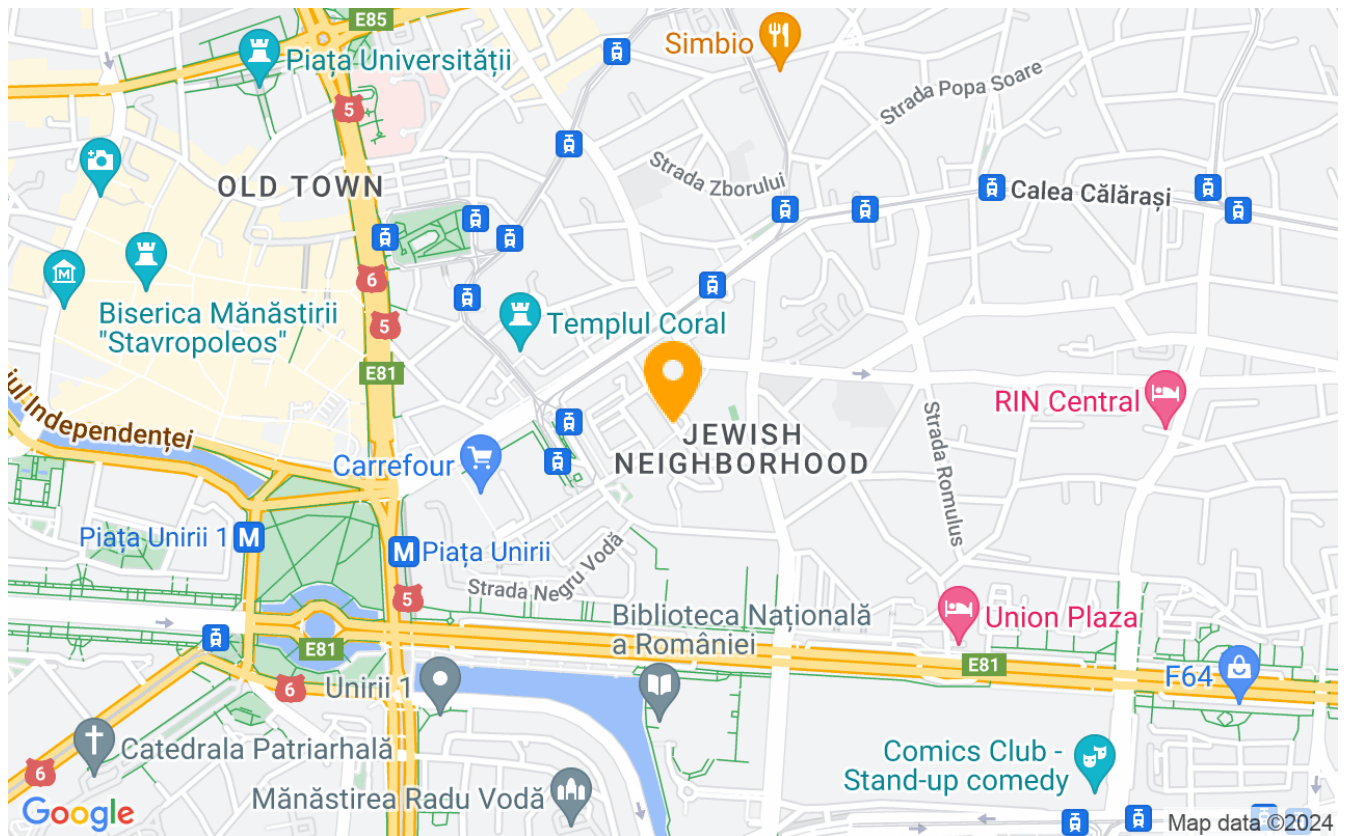 E85
Simbio
Piața Universității
Strada Popa Soare
5
Strada Zborului
OLD TOWN
Calea Călărași
6
Biserica Mănăstirii
"Stavropoleos"
5
Templul Coral
E81
RIN Central
Independenței
JEWISH
NEIGHBORHOOD
Strada Romulus
Carrefour
Piața Unirii 1
M
M
Piața Unirii
Strada Negru Vodă
5
Biblioteca Națională
a României
Union Plaza
E81
E81
F64
Unirii 1
6
Catedrala Patriarhală
Comics Club -
Stand-up comedy
6
Mănăstirea Radu Vodă
Google
Map data ©2024